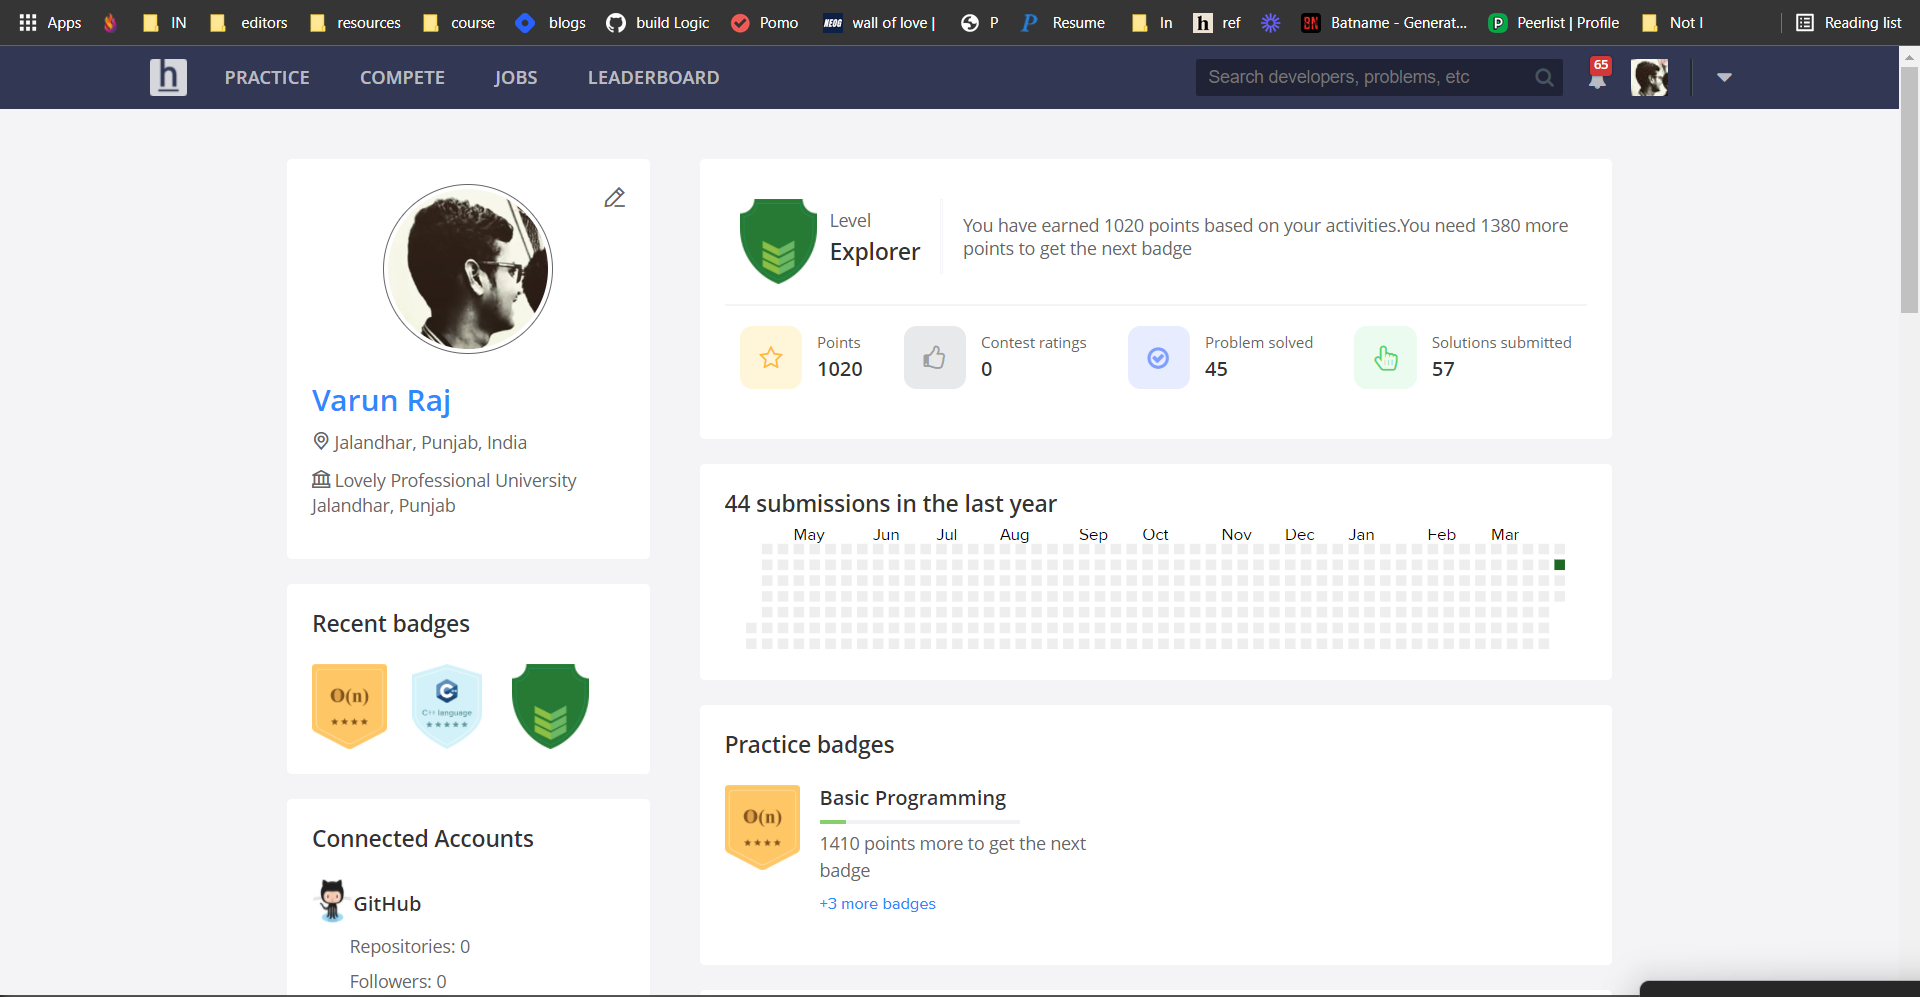 Apps
IN
editors
resources
course
blogs
build Logic
Pomo
NEOG
wall of love |
P
P
Resume
In
h
ref
BN
Batname - Generat...
P
Peerlist | Profile
Not I
Reading list
h
PRACTICE
COMPETE
JOBS
LEADERBOARD
Search developers, problems, etc
65
Varun Raj
Jalandhar, Punjab, India
Lovely Professional University
Jalandhar, Punjab
Recent badges
O(n)
C++
C++ language
Connected Accounts
GitHub
Repositories: 0
Followers: 0
Level
Explorer
You have earned 1020 points based on your activities.You need 1380 more
points to get the next badge
Points
1020
Contest ratings
0
Problem solved
45
Solutions submitted
57
44 submissions in the last year
May Jun Jul Aug Sep Oct Nov Dec Jan Feb Mar
Practice badges
O(n)
Basic Programming
1410 points more to get the next
badge
+3 more badges